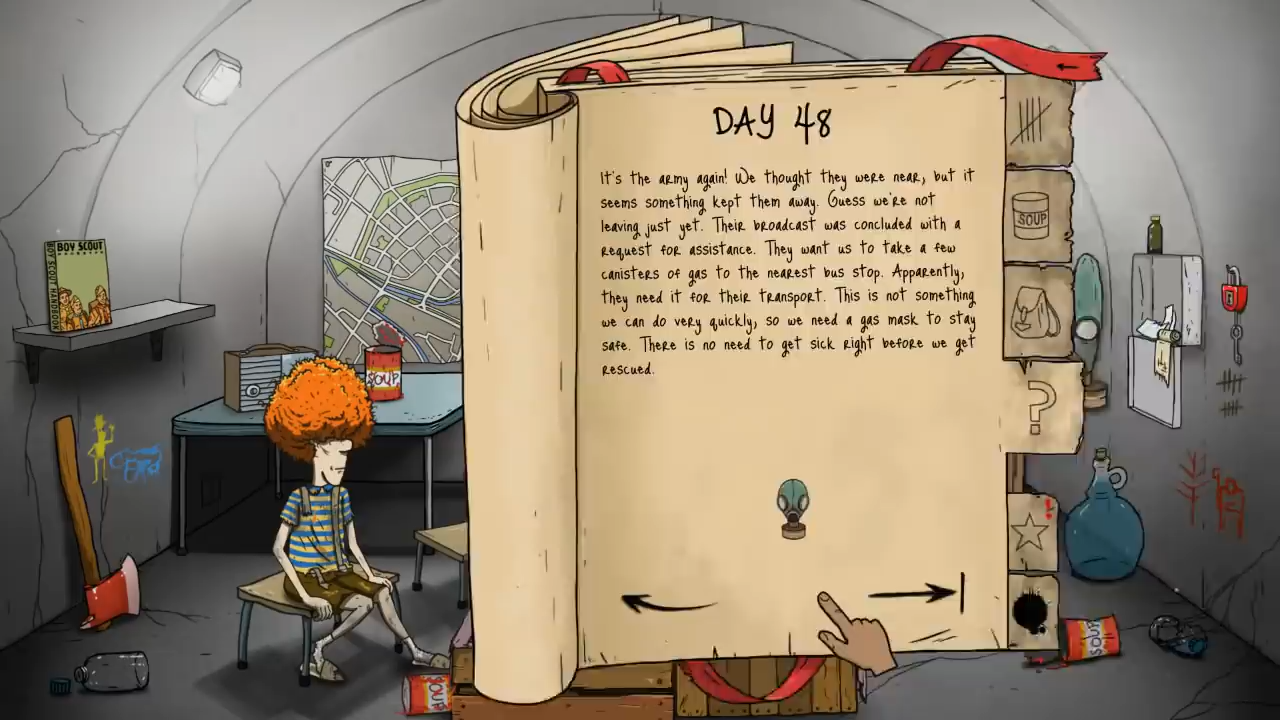 DAY 48
It's the army again! We thought they were near, but it
seems something kept them away. Guess we're not
leaving just yet. Their broadcast was concluded with a
request for assistance. They want us to take a few
canisters of gas to the nearest bus stop. Apparently,
they need it for their transport. This is not something
we can do very quickly, so we need a gas mask to stay
safe. There is no need to get sick right before we get
rescued.
SOUP
?
!
BOY SCOUT
BOY SCOUT HANDBOOK
SOUP
SOUP
SOUP